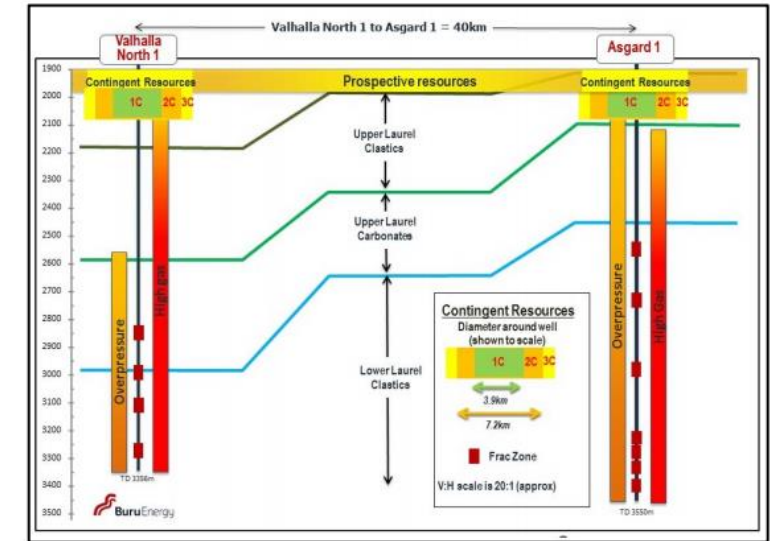 Valhalla North 1 to Asgard 1 = 40km
Valhalla
North 1
Asgard 1
1900
2000
2100
2200
2300
2400
2500
2600
2700
2800
2900
3000
3100
3200
3300
3400
3500
Contingent Resources
1C 2C 3C
Prospective resources
Contingent Resources
1C 2C 3C
Upper Laurel
Clastics
Upper Laurel
Carbonates
Lower Laurel
Clastics
Overpressure
High gas
Overpressure
High Gas
Contingent Resources
Diameter around well
(shown to scale)
1C 2C 3C
3.9km
7.2km
Frac Zone
V:H scale is 20:1 (approx)
TD 3550m
BuruEnergy